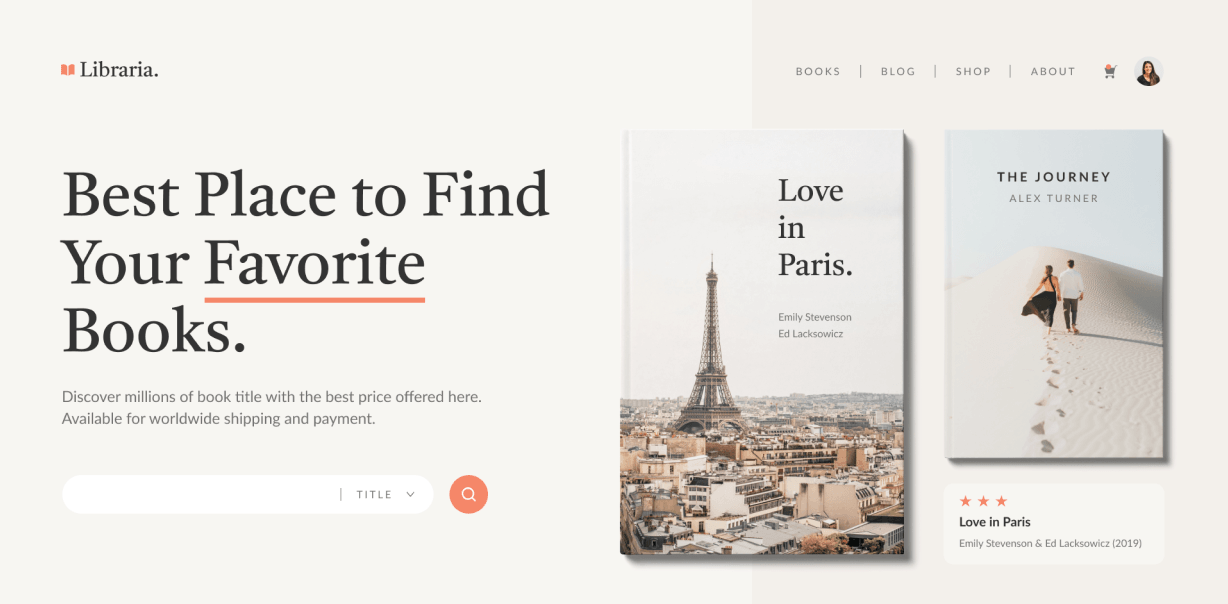 Libraria.
BOOKS | BLOG | SHOP | ABOUT
Best Place to Find
Your Favorite
Books.
Discover millions of book title with the best price offered here.
Available for worldwide shipping and payment.
TITLE
Love
in
Paris.
Emily Stevenson
Ed Lacksowicz
THE JOURNEY
ALEX TURNER
Love in Paris
Emily Stevenson & Ed Lacksowicz (2019)